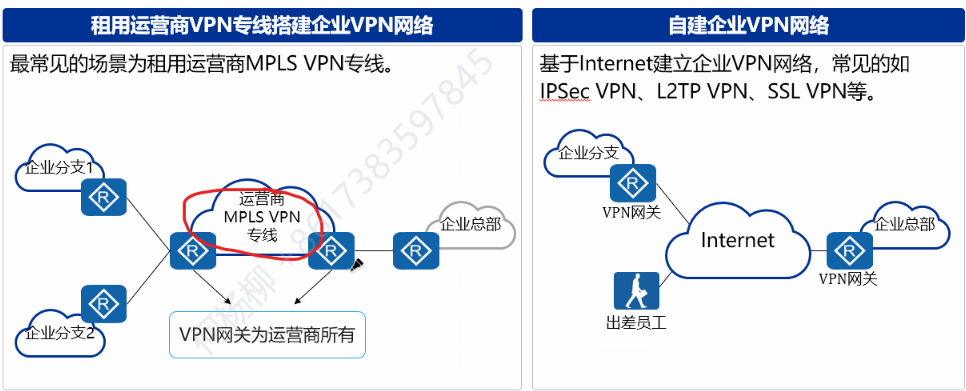 租用运营商VPN专线搭建企业VPN网络
最常见的场景为租用运营商MPLS VPN专线。
企业分支1
R
运营商
MPLS VPN
专线
R
R
R
企业总部
R
企业分支2
VPN网关为运营商所有
自建企业VPN网络
基于Internet建立企业VPN网络，常见的如
IPSec VPN、L2TP VPN、SSL VPN等。
企业分支
R
VPN网关
Internet
企业总部
R
VPN网关
出差员工
+8617383597845